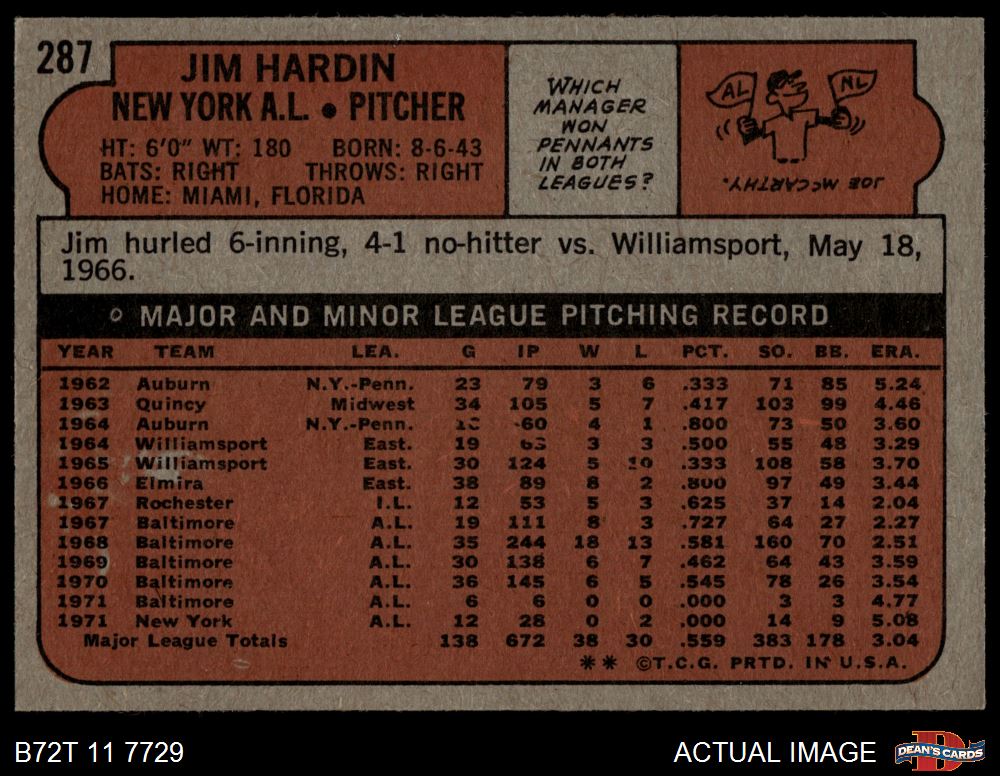 287
JIM HARDIN
NEW YORK A.L. • PITCHER
HT: 6'0" WT: 180 BORN: 8-6-43
BATS: RIGHT THROWS: RIGHT
HOME: MIAMI, FLORIDA
WHICH
MANAGER
WON
PENNANTS
IN BOTH
LEAGUES?
AL NL
JOE McCARTHY.
Jim hurled 6-inning, 4-1 no-hitter vs. Williamsport, May 18,
1966.
MAJOR AND MINOR LEAGUE PITCHING RECORD
YEAR TEAM LEA. G IP W L PCT. SO. BB. ERA.
1962 Auburn N.Y.-Penn. 23 79 3 6 .333 71 85 5.24
1963 Quincy Midwest 34 105 5 7 .417 103 99 4.46
1964 Auburn N.Y.-Penn. 60 4 1 .800 73 50 3.60
1964 Williamsport East. 19 63 3 3 .500 55 48 3.29
1965 Williamsport East. 30 124 5 10 .333 108 58 3.70
1966 Elmira East. 38 89 8 2 .800 97 49 3.44
1967 Rochester I.L. 12 53 5 3 .625 37 14 2.04
1967 Baltimore A.L. 19 111 8 3 .727 64 27 2.27
1968 Baltimore A.L. 35 244 18 13 .581 160 70 2.51
1969 Baltimore A.L. 30 138 6 7 .462 64 43 3.59
1970 Baltimore A.L. 36 145 6 5 .545 78 26 3.54
1971 Baltimore A.L. 6 6 0 0 .000 3 3 4.77
1971 New York A.L. 12 28 0 2 .000 14 9 5.08
Major League Totals 138 672 38 30 .559 383 178 3.04
** ©T.C.G. PRTD. IN U.S.A.
B72T 11 7729
ACTUAL IMAGE
DEAN'S CARDS